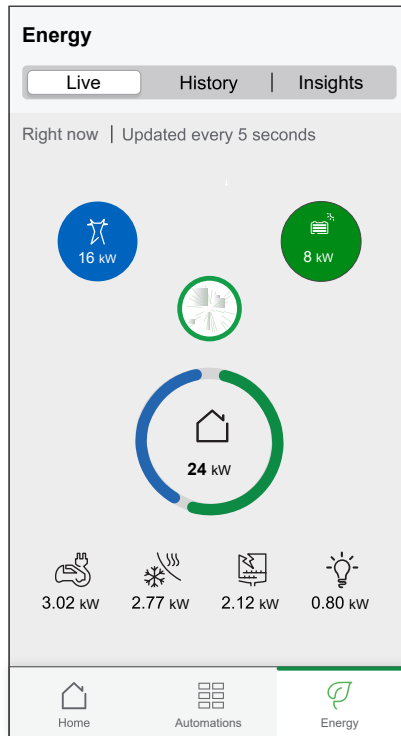 Energy
Live History | Insights
Right now | Updated every 5 seconds
16 kW 8 kW
24 kW
3.02 kW 2.77 kW 2.12 kW 0.80 kW
Home Automations Energy